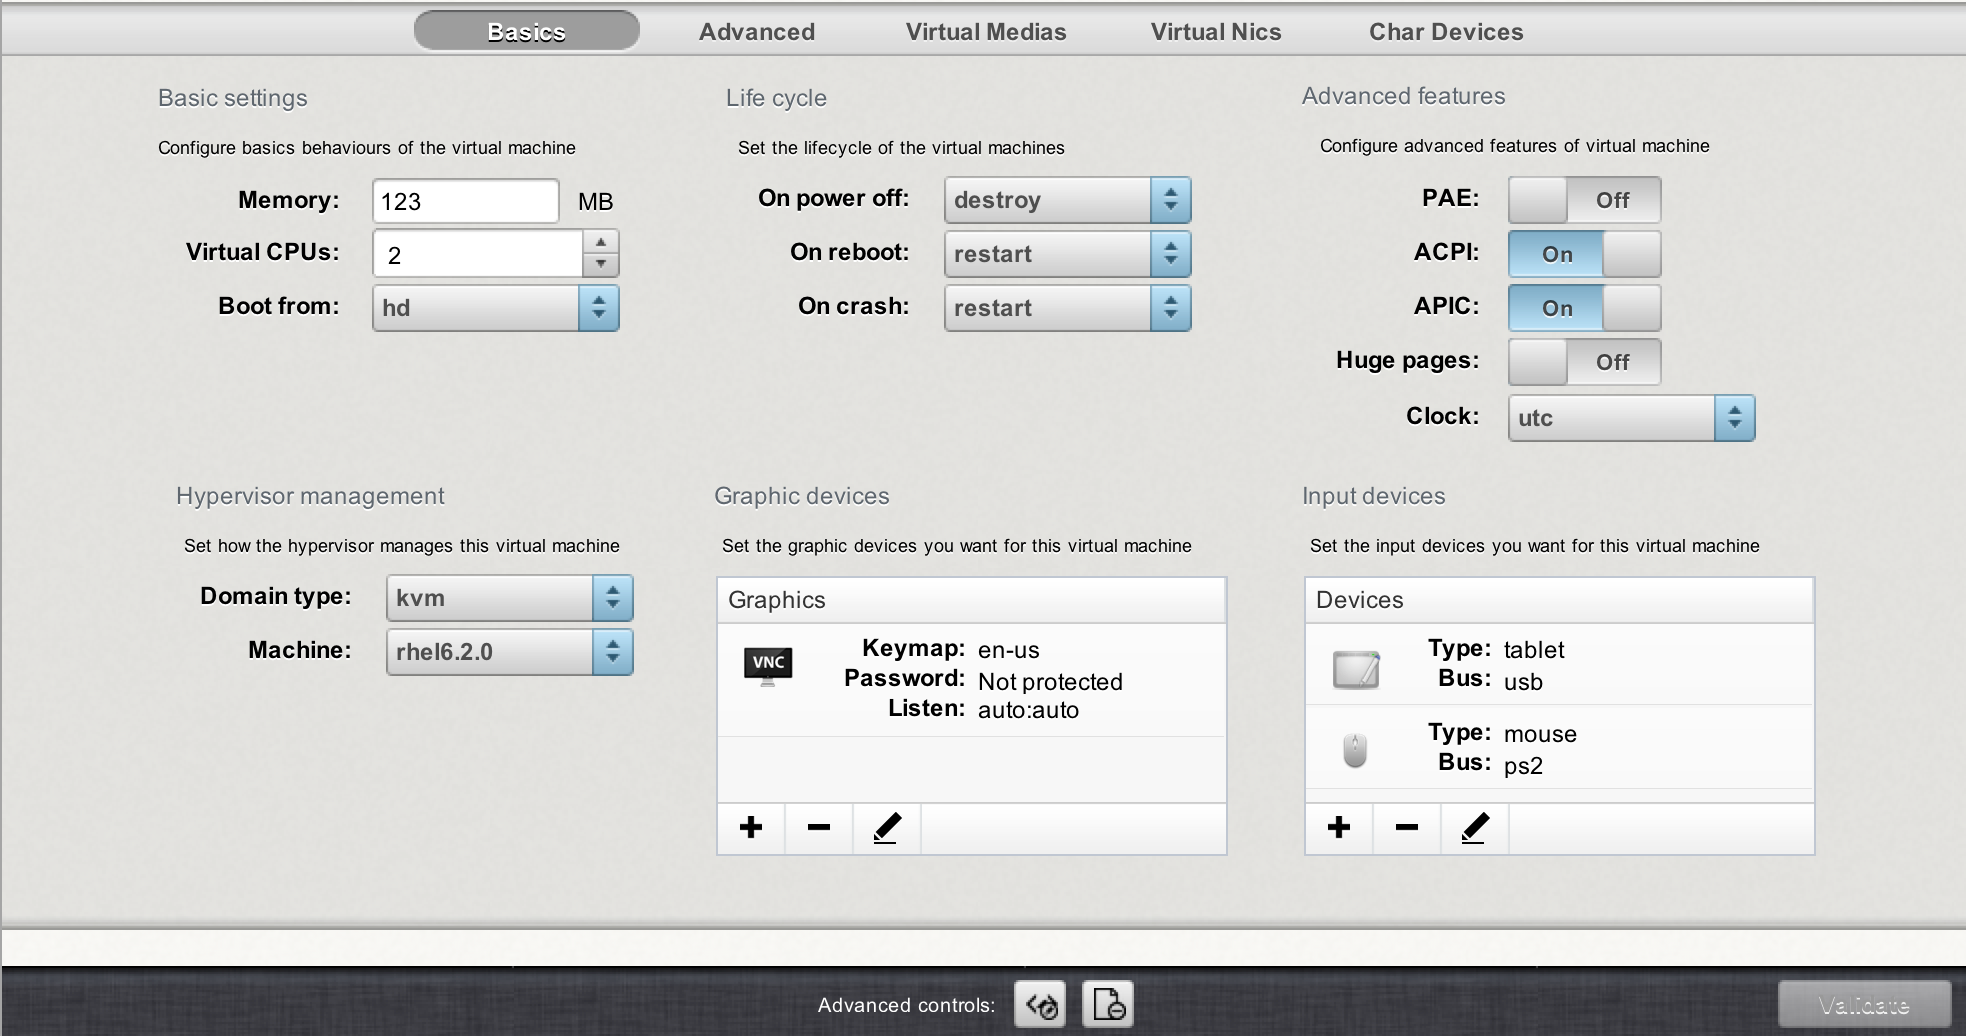 Basics Advanced Virtual Medias Virtual Nics Char Devices
Basic settings
Configure basics behaviours of the virtual machine
Memory: 123 MB
Virtual CPUs: 2
Boot from: hd
Life cycle
Set the lifecycle of the virtual machines
On power off: destroy
On reboot: restart
On crash: restart
Advanced features
Configure advanced features of virtual machine
PAE: Off
ACPI: On
APIC: On
Huge pages: Off
Clock: utc
Hypervisor management
Set how the hypervisor manages this virtual machine
Domain type: kvm
Machine: rhel6.2.0
Graphic devices
Set the graphic devices you want for this virtual machine
Graphics
VNC
Keymap: en-us
Password: Not protected
Listen: auto:auto
Input devices
Set the input devices you want for this virtual machine
Devices
Type: tablet
Bus: usb
Type: mouse
Bus: ps2
Advanced controls:
Validate